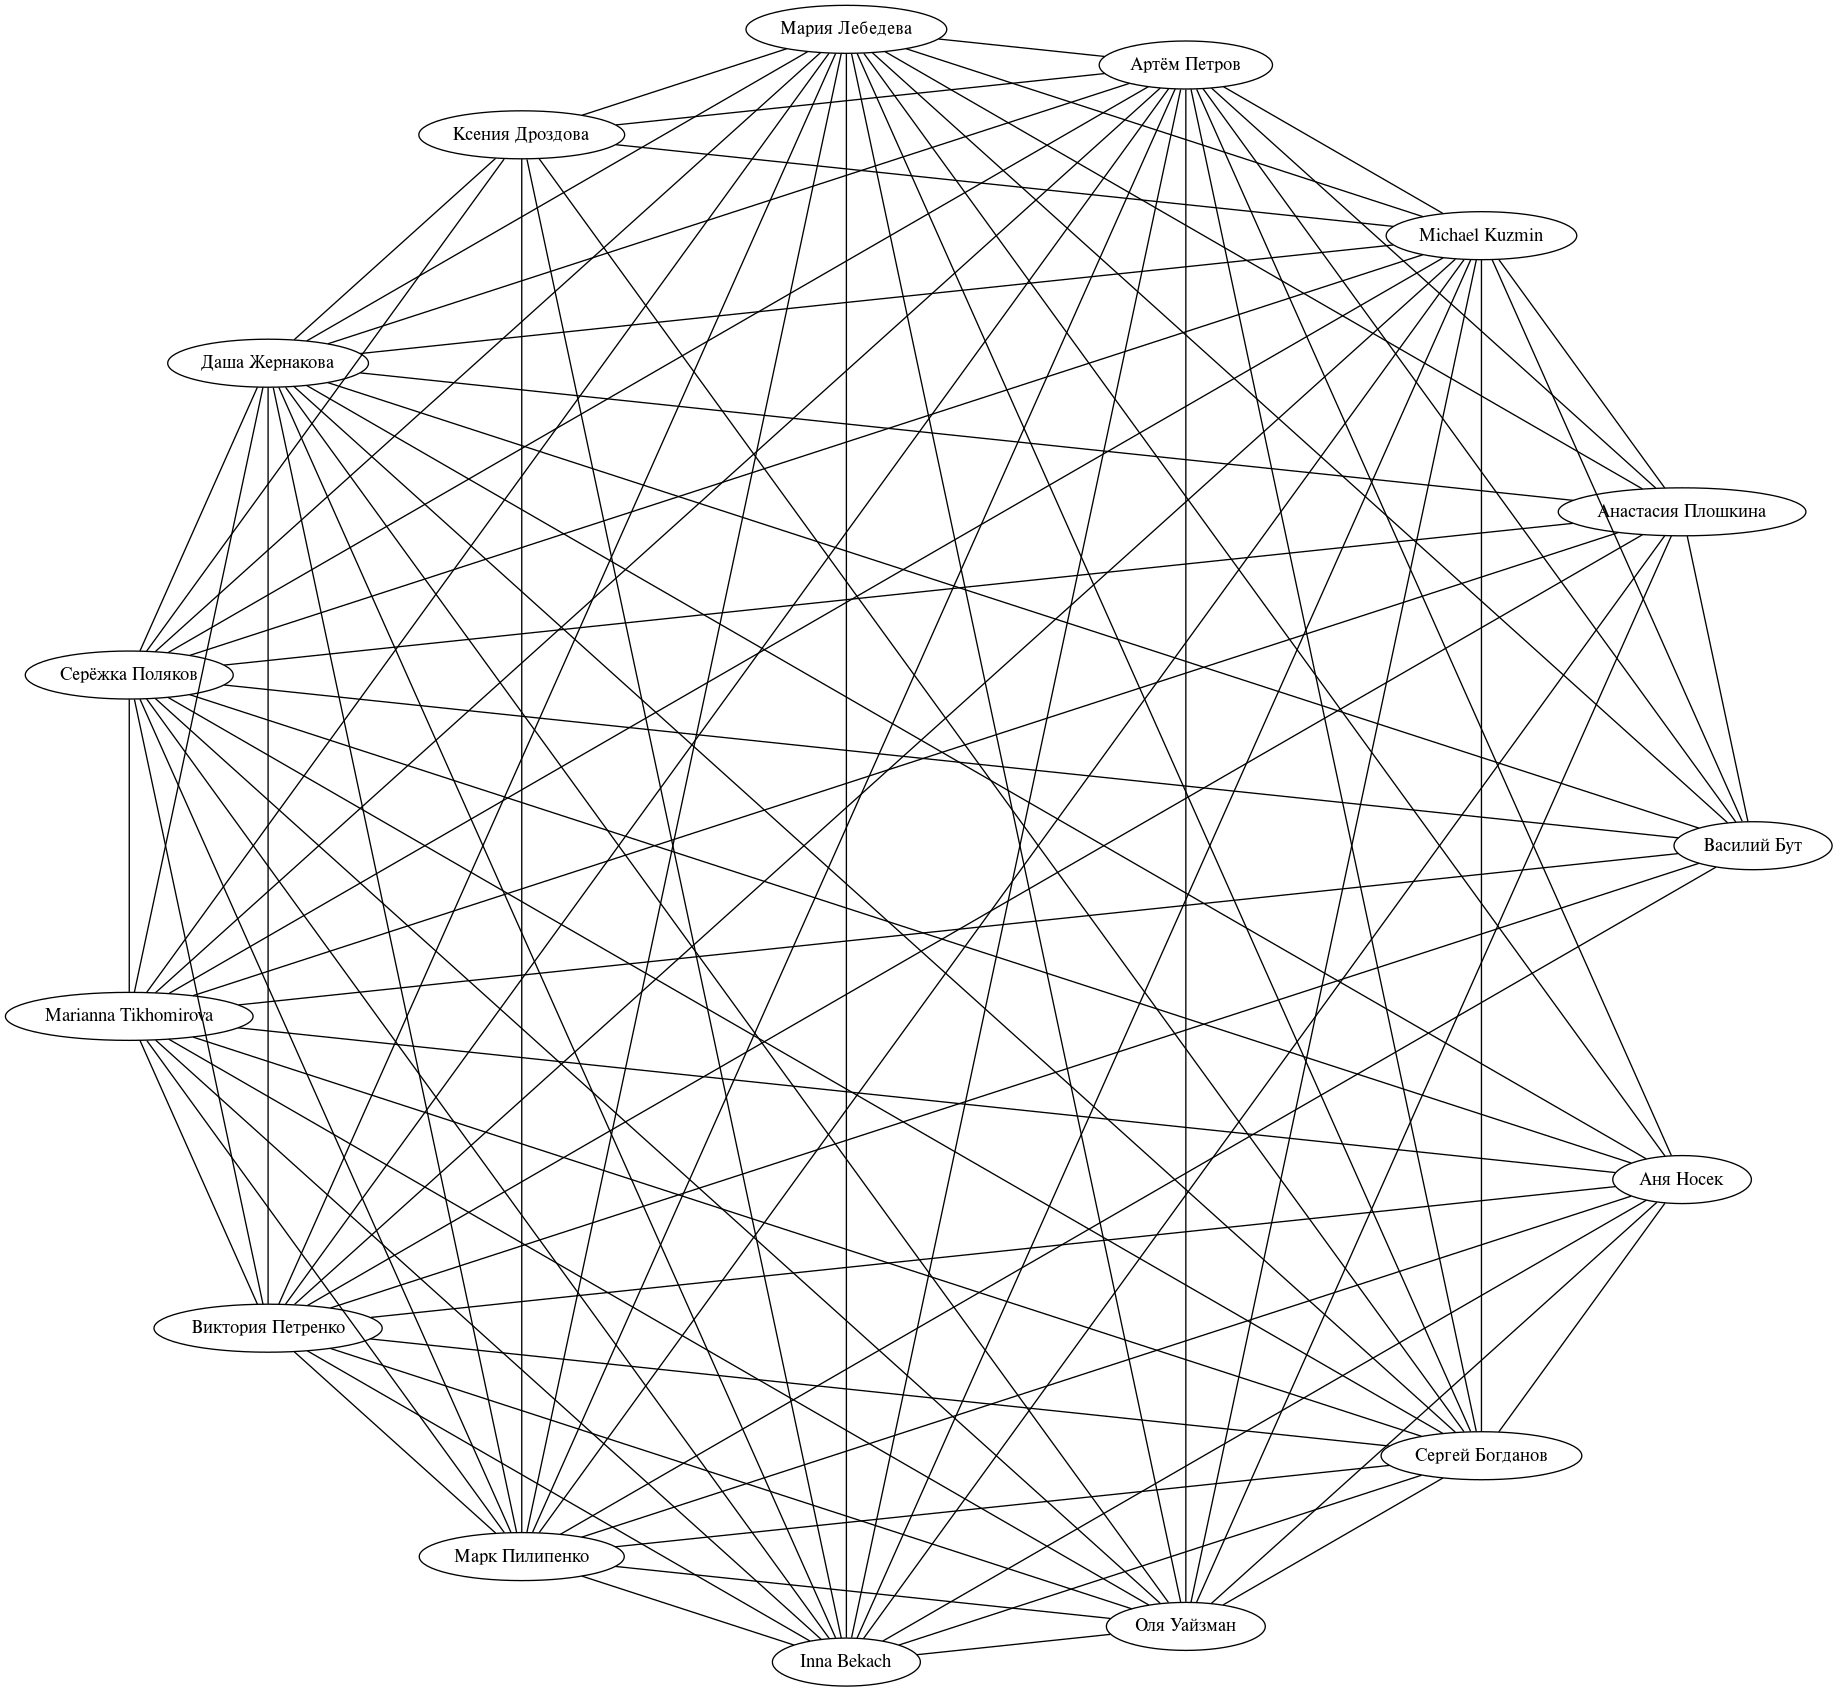 Мария Лебедева
Артём Петров
Ксения Дроздова
Michael Kuzmin
Даша Жернакова
Анастасия Плошкина
Серёжка Поляков
Василий Бут
Marianna Tikhomirova
Аня Носек
Виктория Петренко
Сергей Богданов
Марк Пилипенко
Оля Уайзман
Inna Bekach